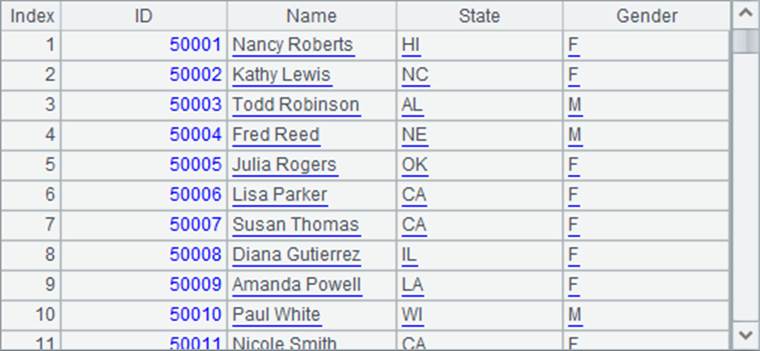 Index ID Name State Gender
1 50001 Nancy Roberts HI F
2 50002 Kathy Lewis NC F
3 50003 Todd Robinson AL M
4 50004 Fred Reed NE M
5 50005 Julia Rogers OK F
6 50006 Lisa Parker CA F
7 50007 Susan Thomas CA F
8 50008 Diana Gutierrez IL F
9 50009 Amanda Powell LA F
10 50010 Paul White WI M
11 50011 Nicole Smith CA F